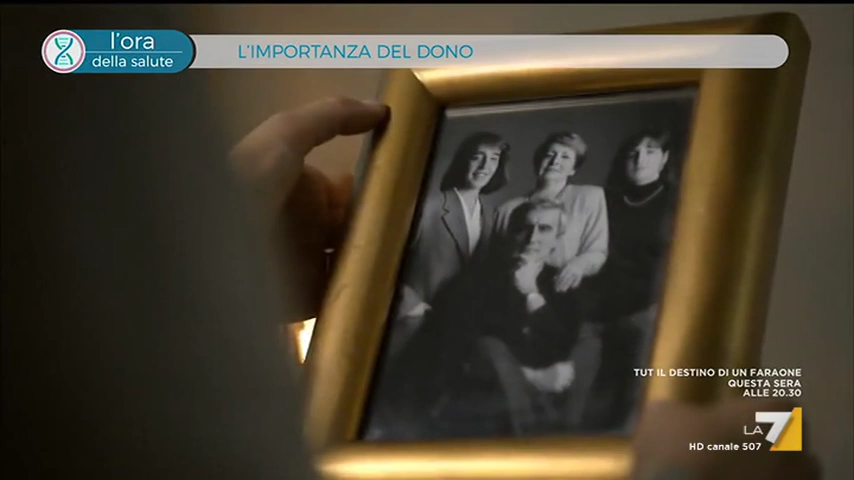 l'ora
della salute
L'IMPORTANZA DEL DONO
TUT IL DESTINO DI UN FARAONE
QUESTA SERA
ALLE 20.30
LA7
HD canale 507